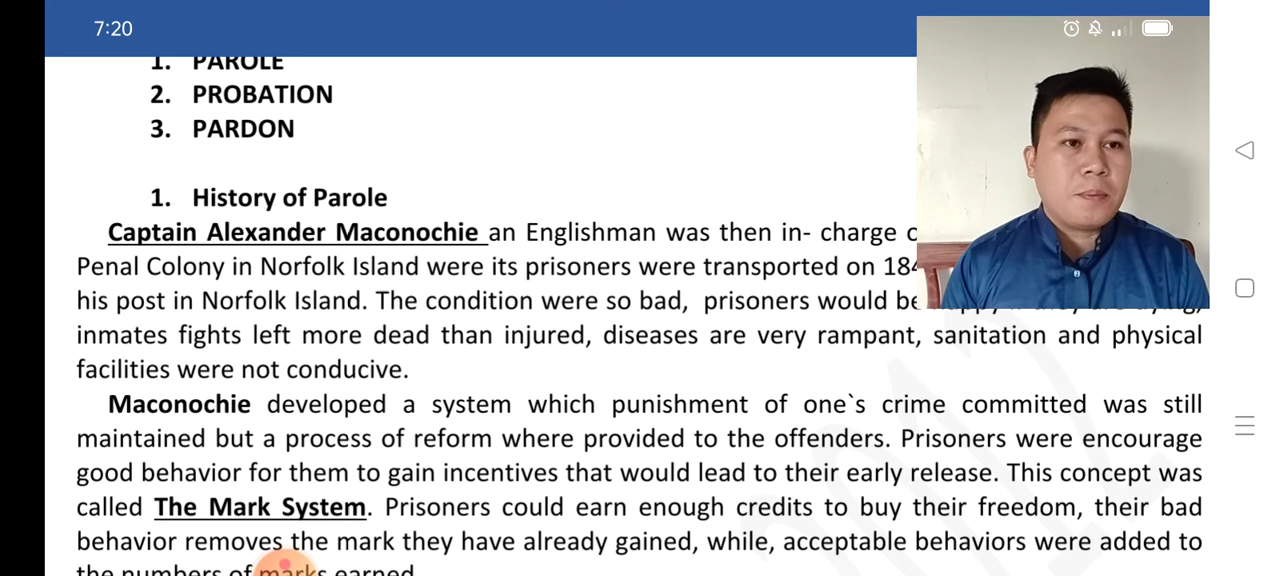 7:20
1. PAROLE
2. PROBATION
3. PARDON
1. History of Parole
Captain Alexander Maconochie an Englishman was then in- charge
Penal Colony in Norfolk Island were its prisoners were transported on 184
his post in Norfolk Island. The condition were so bad, prisoners would be
inmates fights left more dead than injured, diseases are very rampant, sanitation and physical
facilities were not conducive.
Maconochie developed a system which punishment of one`s crime committed was still
maintained but a process of reform where provided to the offenders. Prisoners were encourage
good behavior for them to gain incentives that would lead to their early release. This concept was
called The Mark System. Prisoners could earn enough credits to buy their freedom, their bad
behavior removes the mark they have already gained, while, acceptable behaviors were added to
the numbers of marks earned